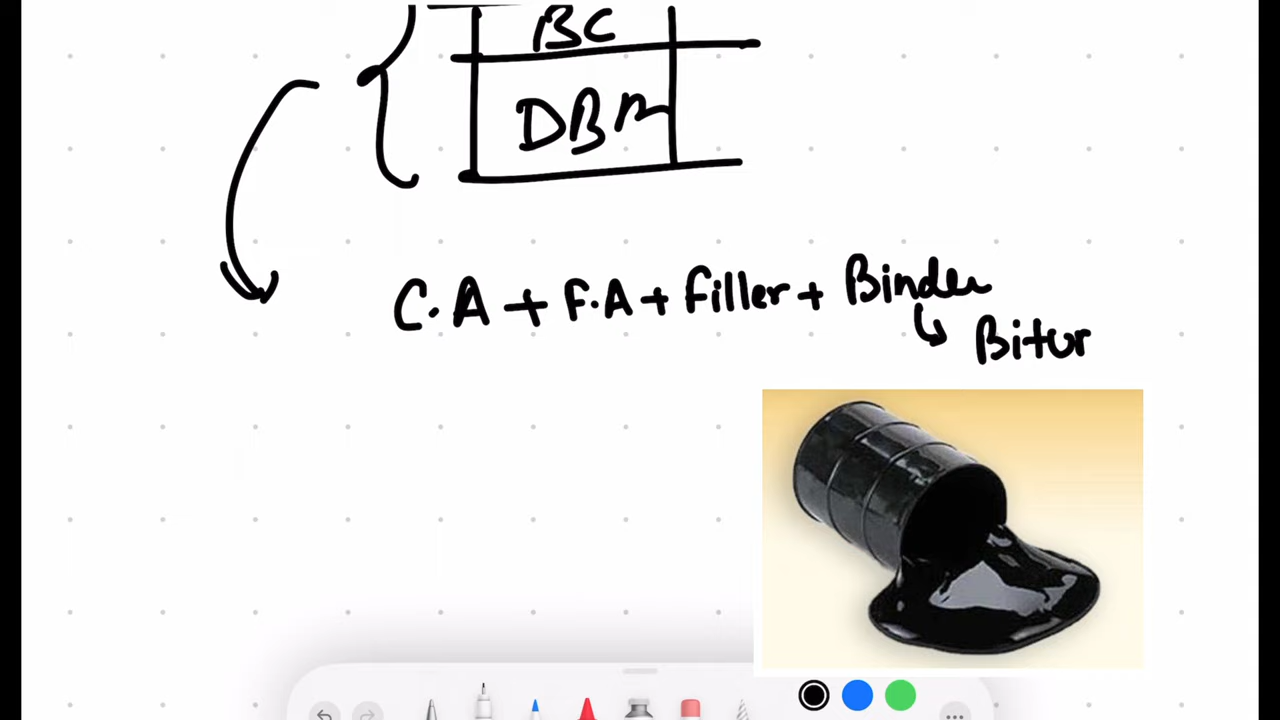 BC
DBM
C.A + F.A + Filler + Binder
Bitur